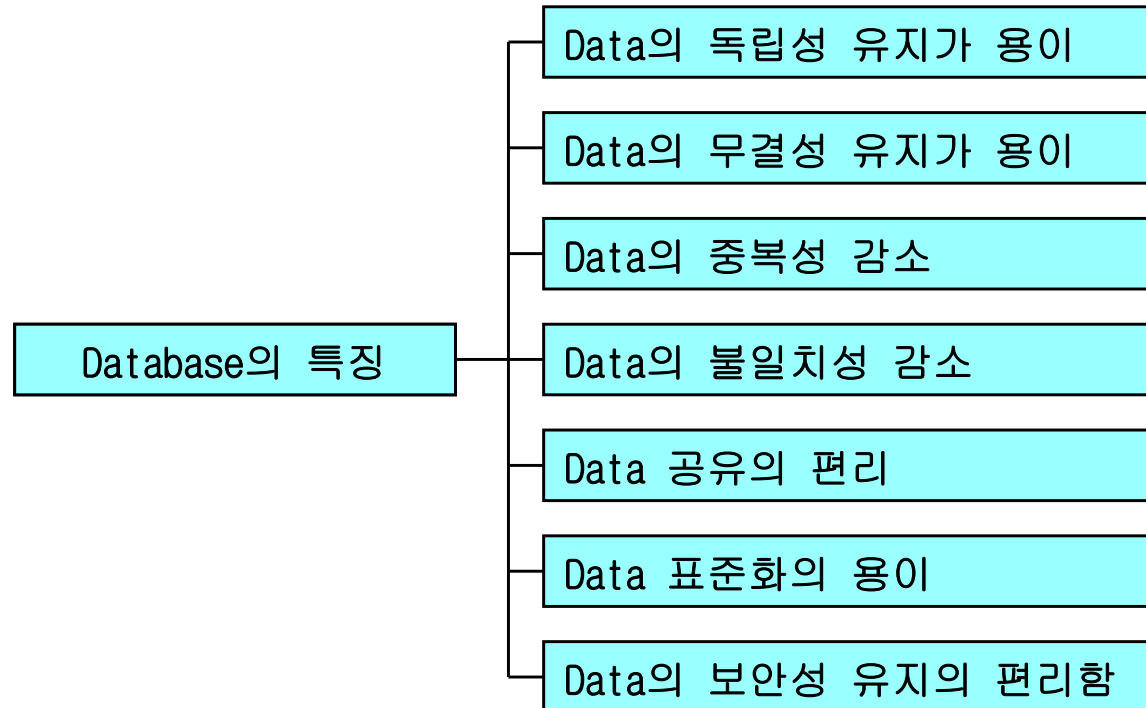 Data의 독립성 유지가 용이
Data의 무결성 유지가 용이
Data의 중복성 감소
Database의 특징
Data의 불일치성 감소
Data 공유의 편리
Data 표준화의 용이
Data의 보안성 유지의 편리함